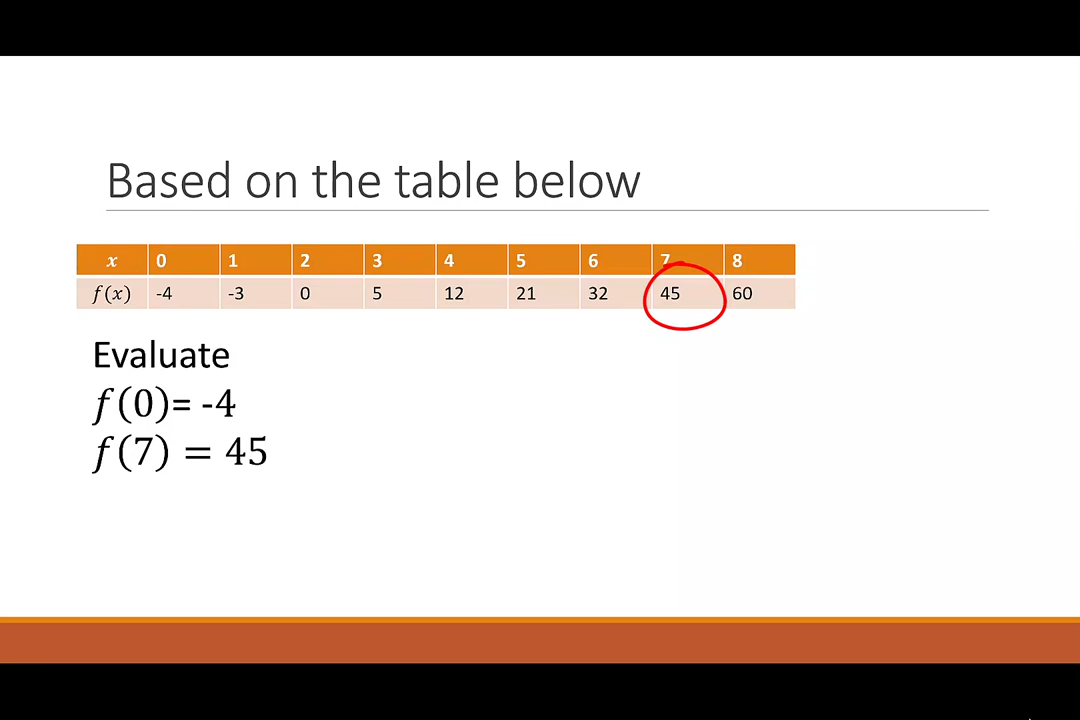 Based on the table below
x 0 1 2 3 4 5 6 7 8
f(x) -4 -3 0 5 12 21 32 45 60
Evaluate
f(0)= -4
f(7) = 45